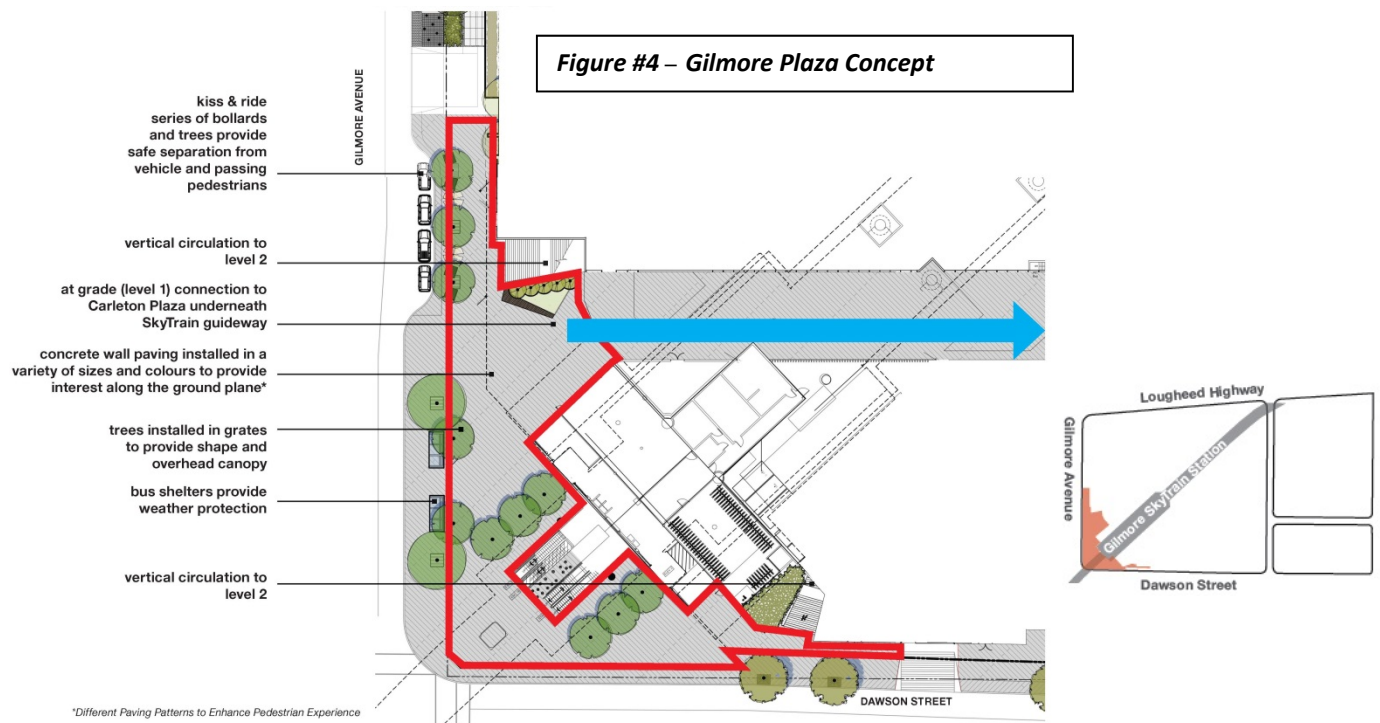 Figure #4 – Gilmore Plaza Concept
GILMORE AVENUE
kiss & ride
series of bollards
and trees provide
safe separation from
vehicle and passing
pedestrians
vertical circulation to
level 2
at grade (level 1) connection to
Carleton Plaza underneath
SkyTrain guideway
concrete wall paving installed in a
variety of sizes and colours to provide
interest along the ground plane*
trees installed in grates
to provide shape and
overhead canopy
bus shelters provide
weather protection
vertical circulation to
level 2
DAWSON STREET
*Different Paving Patterns to Enhance Pedestrian Experience
Lougheed Highway
Gilmore Avenue
Gilmore SkyTrain Station
Dawson Street